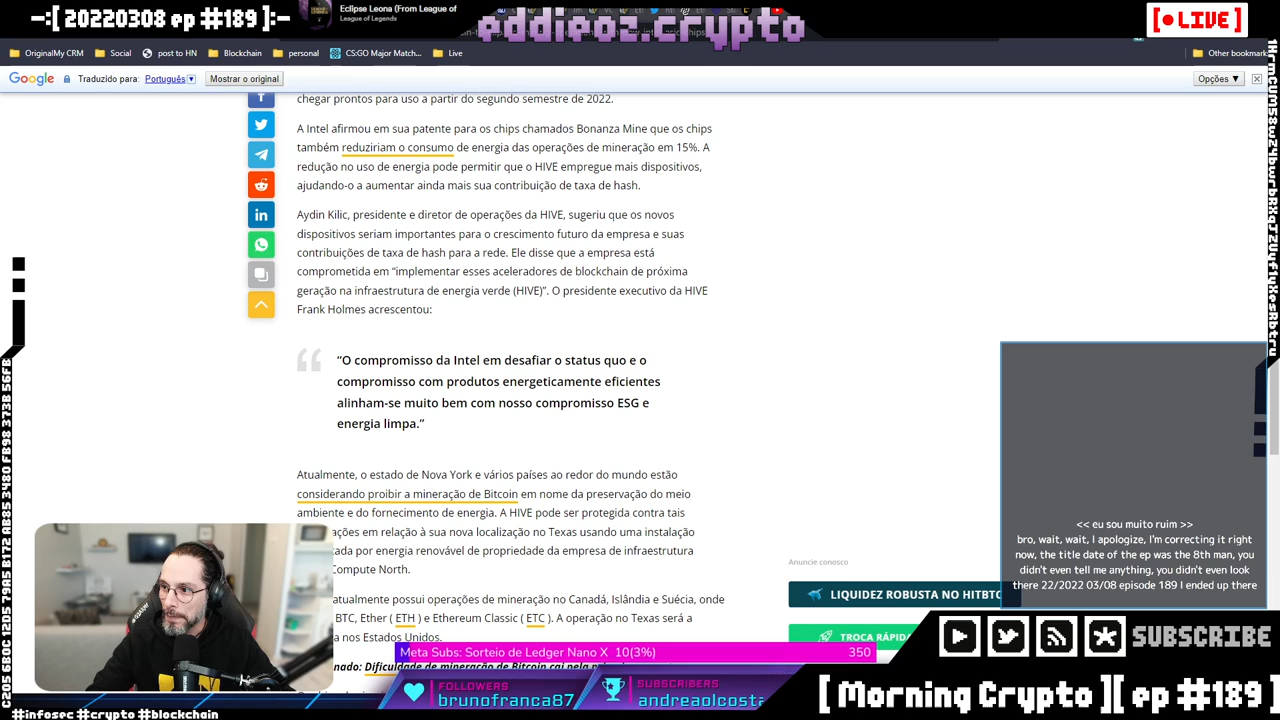 -:[ 20220308 ep #189 ]:-
Eclipse Leona (From League of
League of Legends
eddieoz.crypto
[ LIVE ]
OriginalMy CRM
Social
post to HN
Blockchain
personal
CS:GO Major Match...
Live
Other bookmark
Google
Traduzido para: Português
Mostrar o original
Opções ▼
chegar prontos para uso a partir do segundo semestre de 2022.
A Intel afirmou em sua patente para os chips chamados Bonanza Mine que os chips
também reduziriam o consumo de energia das operações de mineração em 15%. A
redução no uso de energia pode permitir que o HIVE empregue mais dispositivos,
ajudando-o a aumentar ainda mais sua contribuição de taxa de hash.
Aydin Kilic, presidente e diretor de operações da HIVE, sugeriu que os novos
dispositivos seriam importantes para o crescimento futuro da empresa e suas
contribuições de taxa de hash para a rede. Ele disse que a empresa está
comprometida em “implementar esses aceleradores de blockchain de próxima
geração na infraestrutura de energia verde (HIVE)”. O presidente executivo da HIVE
Frank Holmes acrescentou:
“O compromisso da Intel em desafiar o status quo e o
compromisso com produtos energeticamente eficientes
alinham-se muito bem com nosso compromisso ESG e
energia limpa.”
Atualmente, o estado de Nova York e vários países ao redor do mundo estão
considerando proibir a mineração de Bitcoin em nome da preservação do meio
ambiente e do fornecimento de energia. A HIVE pode ser protegida contra tais
ações em relação à sua nova localização no Texas usando uma instalação
por energia renovável de propriedade da empresa de infraestrutura
Compute North.
atualmente possui operações de mineração no Canadá, Islândia e Suécia, onde
BTC, Ether ( ETH ) e Ethereum Classic ( ETC ). A operação no Texas será a
nos Estados Unidos.
Dificuldade de mineração de Bitcoin cai pela
Anuncie conosco
LIQUIDEZ ROBUSTA NO HITBTC
TROCA RÁPIDA
<< eu sou muito ruim >>
bro, wait, wait, I apologize, I'm correcting it right
now, the title date of the ep was the 8th man, you
didn't even tell me anything, you didn't even look
there 22/2022 03/08 episode 189 I ended up there
Meta Subs: Sorteio de Ledger Nano X 10(3%)
350
FOLLOWERS
brunofranca87
SUBSCRIBERS
andreaolcosta
SUBSCRIBE
[ Morning Crypto ][ ep #189 ]
#infosec #crypto #blockchain